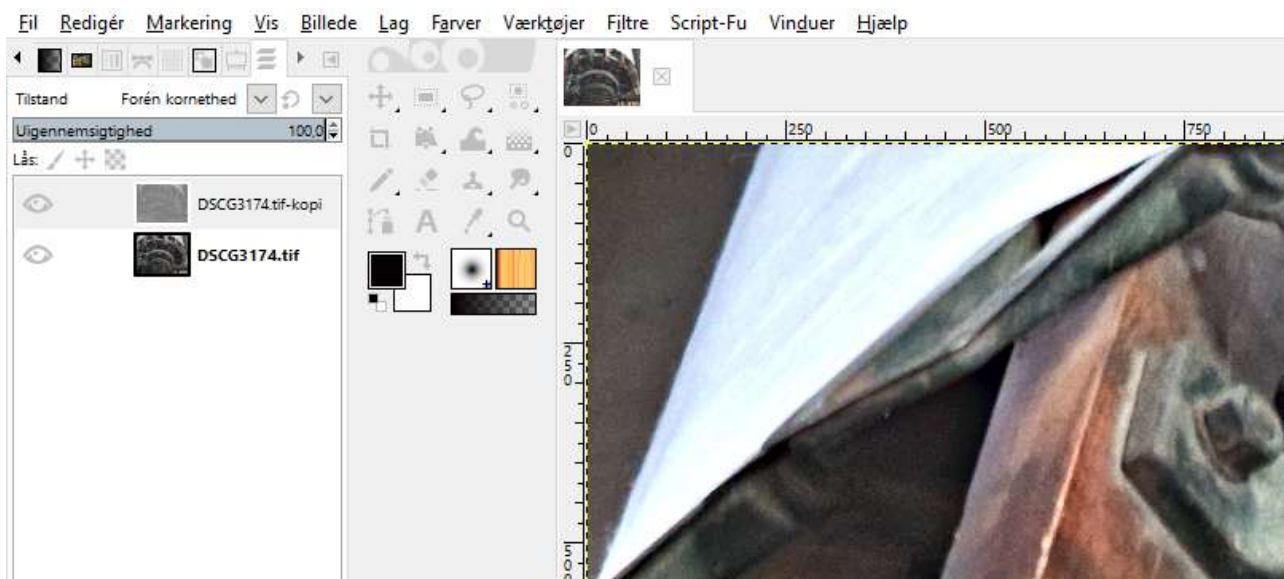 Fil Redigér Markering Vis Billede Lag Farver Værktøjer Filtre Script-Fu Vinduer Hjælp
Tilstand Forén kornethed
Uigennemsigtighed 100,0
Lås:
DSCG3174.tif-kopi
DSCG3174.tif
0 250 500 750
0
250
500